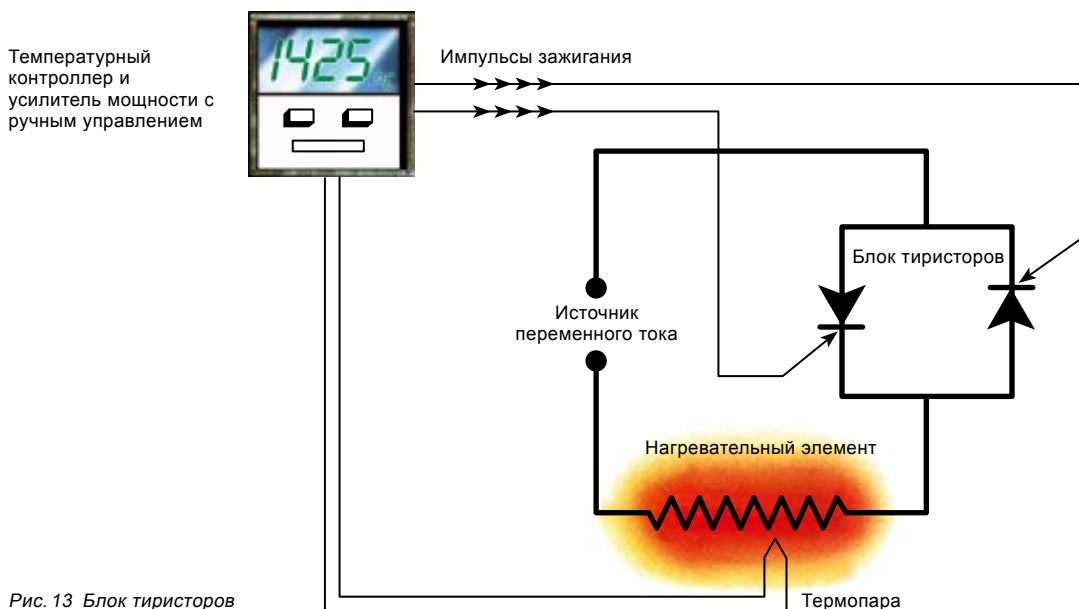 Температурный
контроллер и
усилитель мощности с
ручным управлением
1425
Импульсы зажигания
Блок тиристоров
Источник
переменного тока
Нагревательный элемент
Термопара
Рис. 13 Блок тиристоров